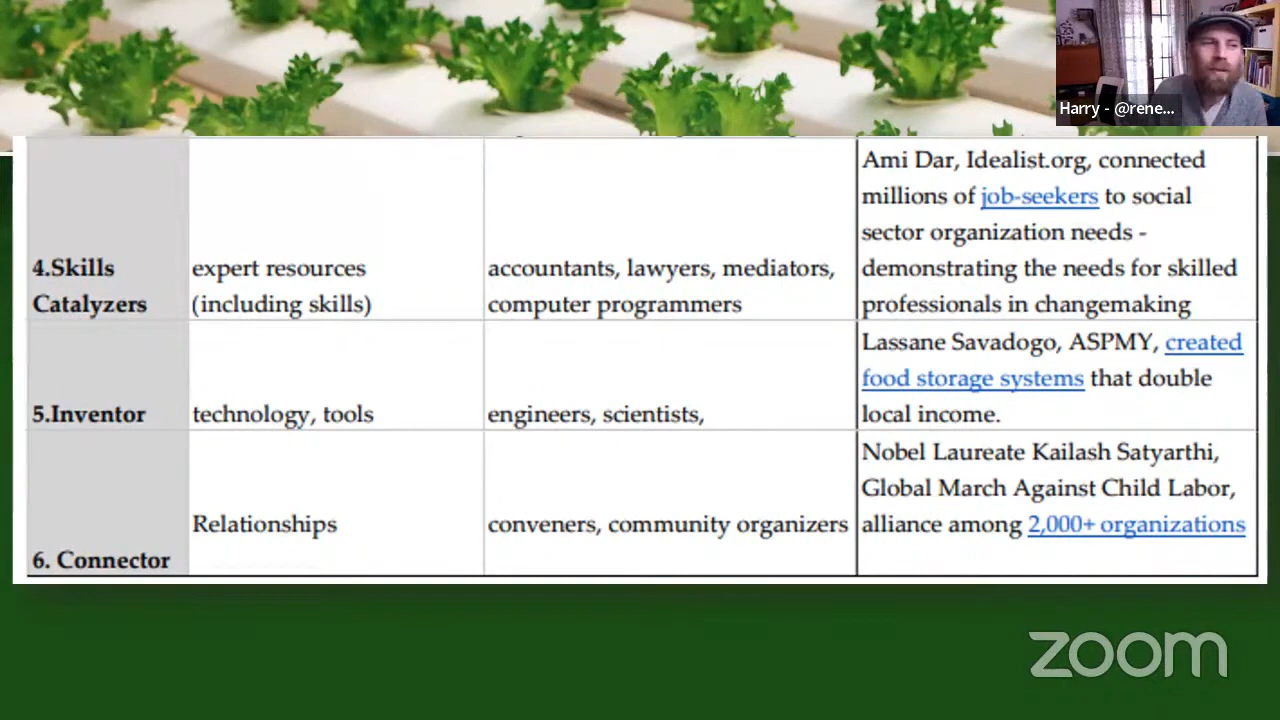 Harry - @rene...
Ami Dar, Idealist.org, connected
millions of job-seekers to social
sector organization needs -
4.Skills expert resources accountants, lawyers, mediators, demonstrating the needs for skilled
Catalyzers (including skills) computer programmers professionals in changemaking
Lassane Savadogo, ASPMY, created
food storage systems that double
5.Inventor technology, tools engineers, scientists, local income.
Nobel Laureate Kailash Satyarthi,
Global March Against Child Labor,
Relationships conveners, community organizers alliance among 2,000+ organizations
6. Connector
zoom